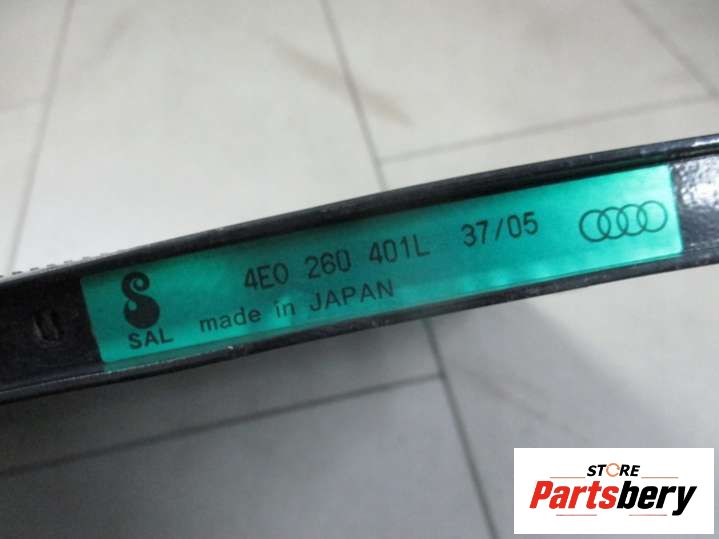 4E0 260 401L 37/05
SAL made in JAPAN
STORE
Partsbery